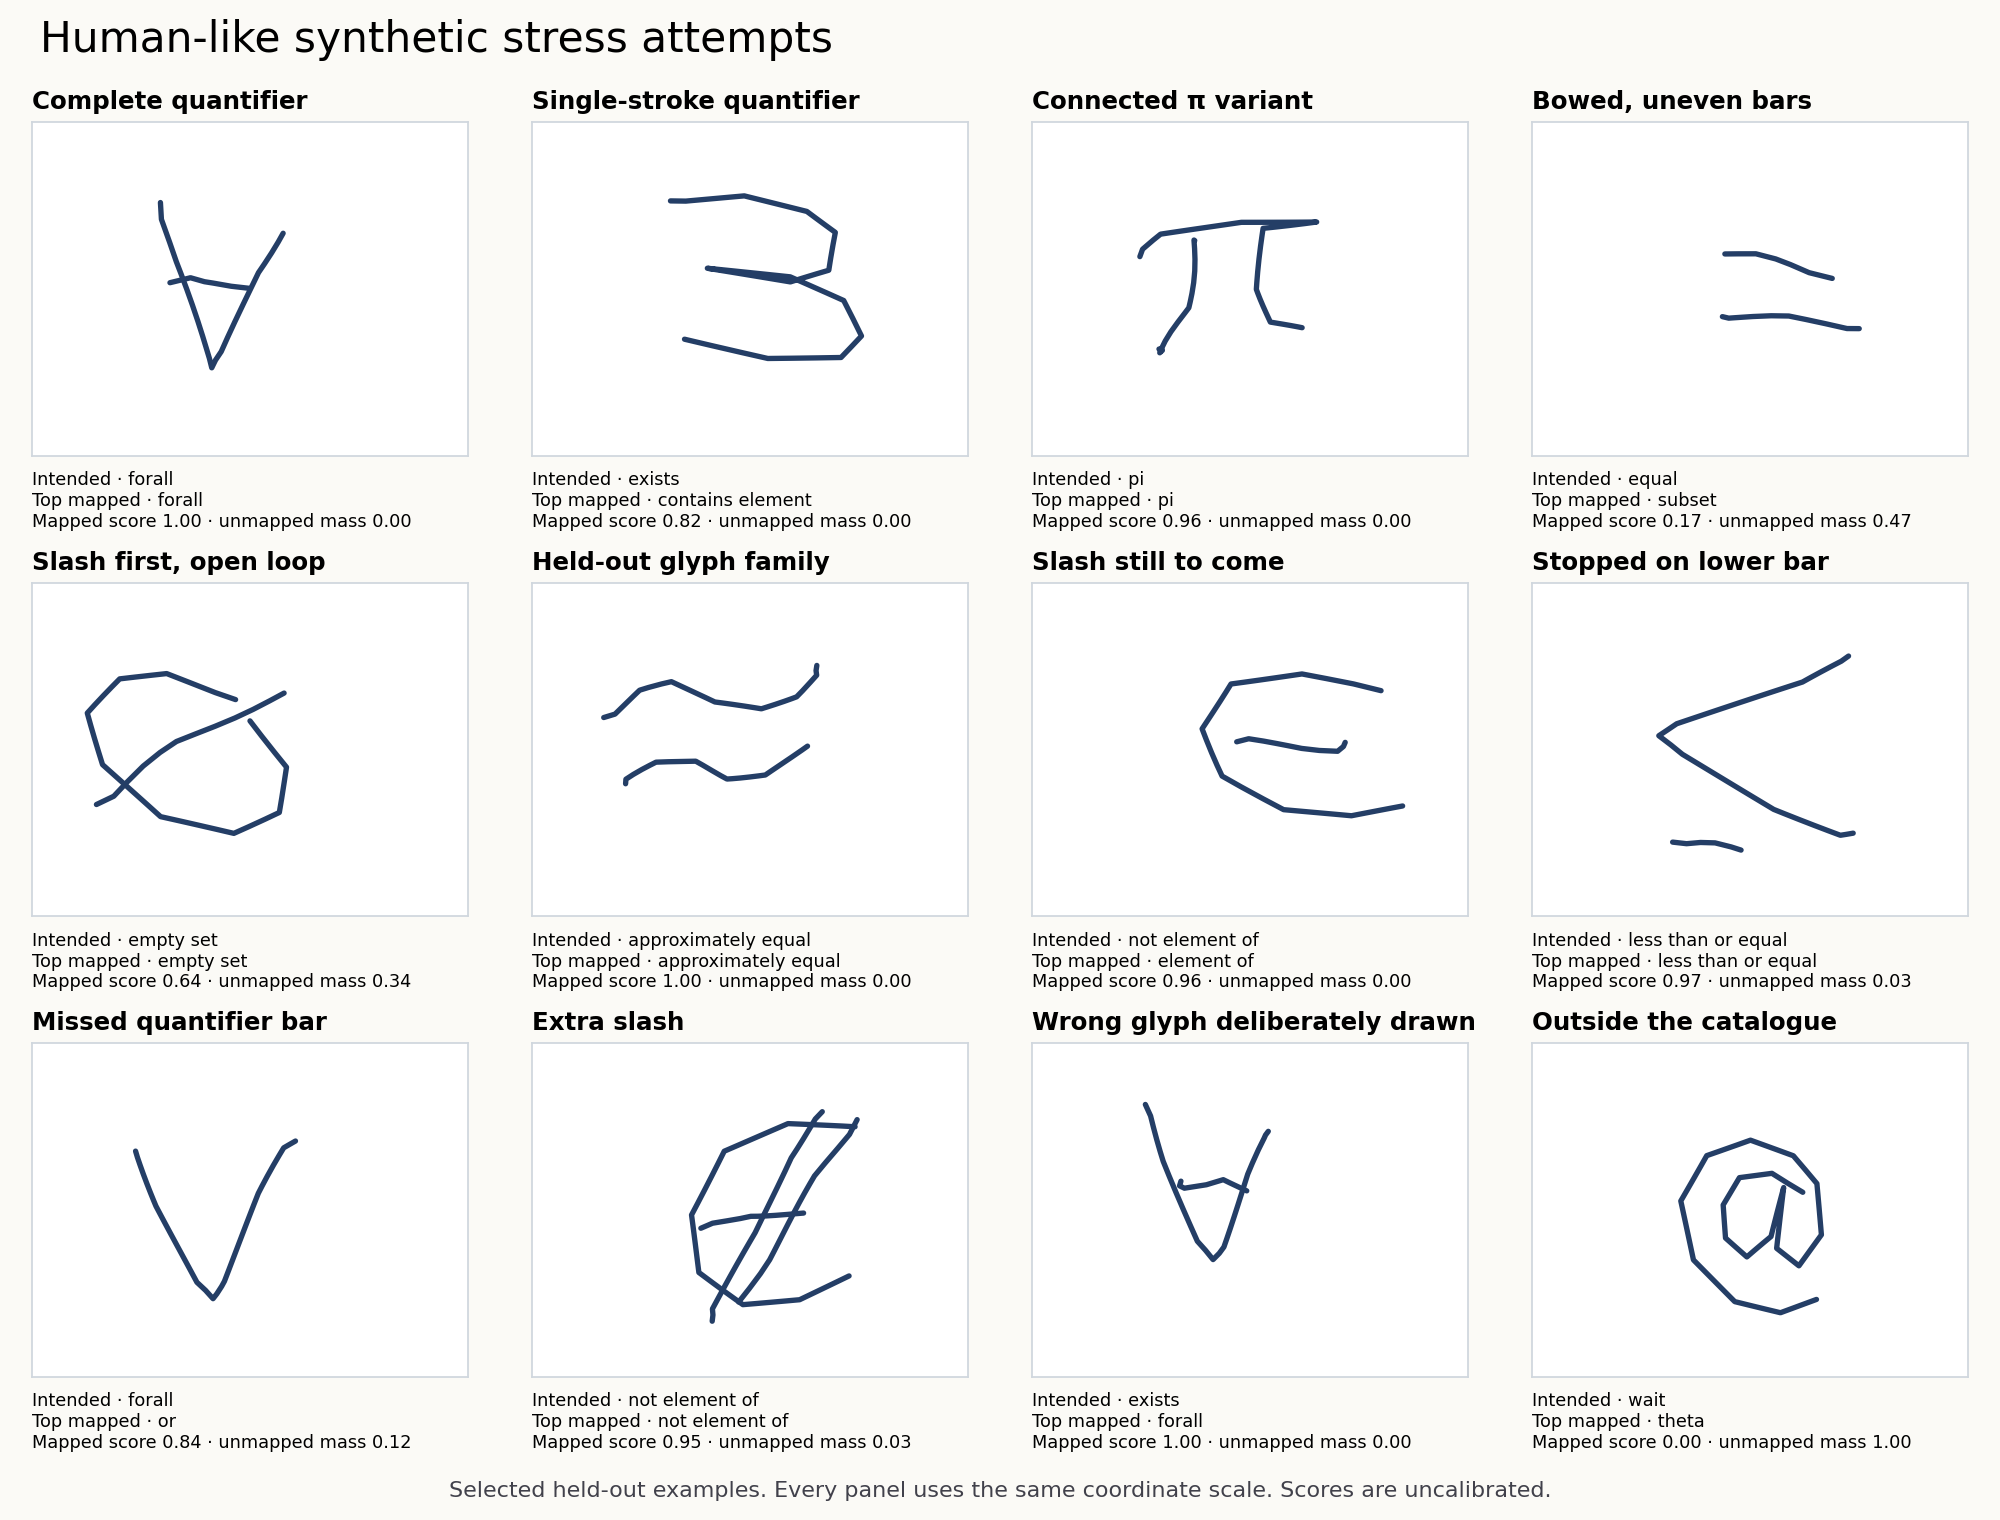 Human-like synthetic stress attempts
Complete quantifier
Intended · forall
Top mapped · forall
Mapped score 1.00 · unmapped mass 0.00
Single-stroke quantifier
Intended · exists
Top mapped · contains element
Mapped score 0.82 · unmapped mass 0.00
Connected π variant
Intended · pi
Top mapped · pi
Mapped score 0.96 · unmapped mass 0.00
Bowed, uneven bars
Intended · equal
Top mapped · subset
Mapped score 0.17 · unmapped mass 0.47
Slash first, open loop
Intended · empty set
Top mapped · empty set
Mapped score 0.64 · unmapped mass 0.34
Held-out glyph family
Intended · approximately equal
Top mapped · approximately equal
Mapped score 1.00 · unmapped mass 0.00
Slash still to come
Intended · not element of
Top mapped · element of
Mapped score 0.96 · unmapped mass 0.00
Stopped on lower bar
Intended · less than or equal
Top mapped · less than or equal
Mapped score 0.97 · unmapped mass 0.03
Missed quantifier bar
Intended · forall
Top mapped · or
Mapped score 0.84 · unmapped mass 0.12
Extra slash
Intended · not element of
Top mapped · not element of
Mapped score 0.95 · unmapped mass 0.03
Wrong glyph deliberately drawn
Intended · exists
Top mapped · forall
Mapped score 1.00 · unmapped mass 0.00
Outside the catalogue
Intended · wait
Top mapped · theta
Mapped score 0.00 · unmapped mass 1.00
Selected held-out examples. Every panel uses the same coordinate scale. Scores are uncalibrated.